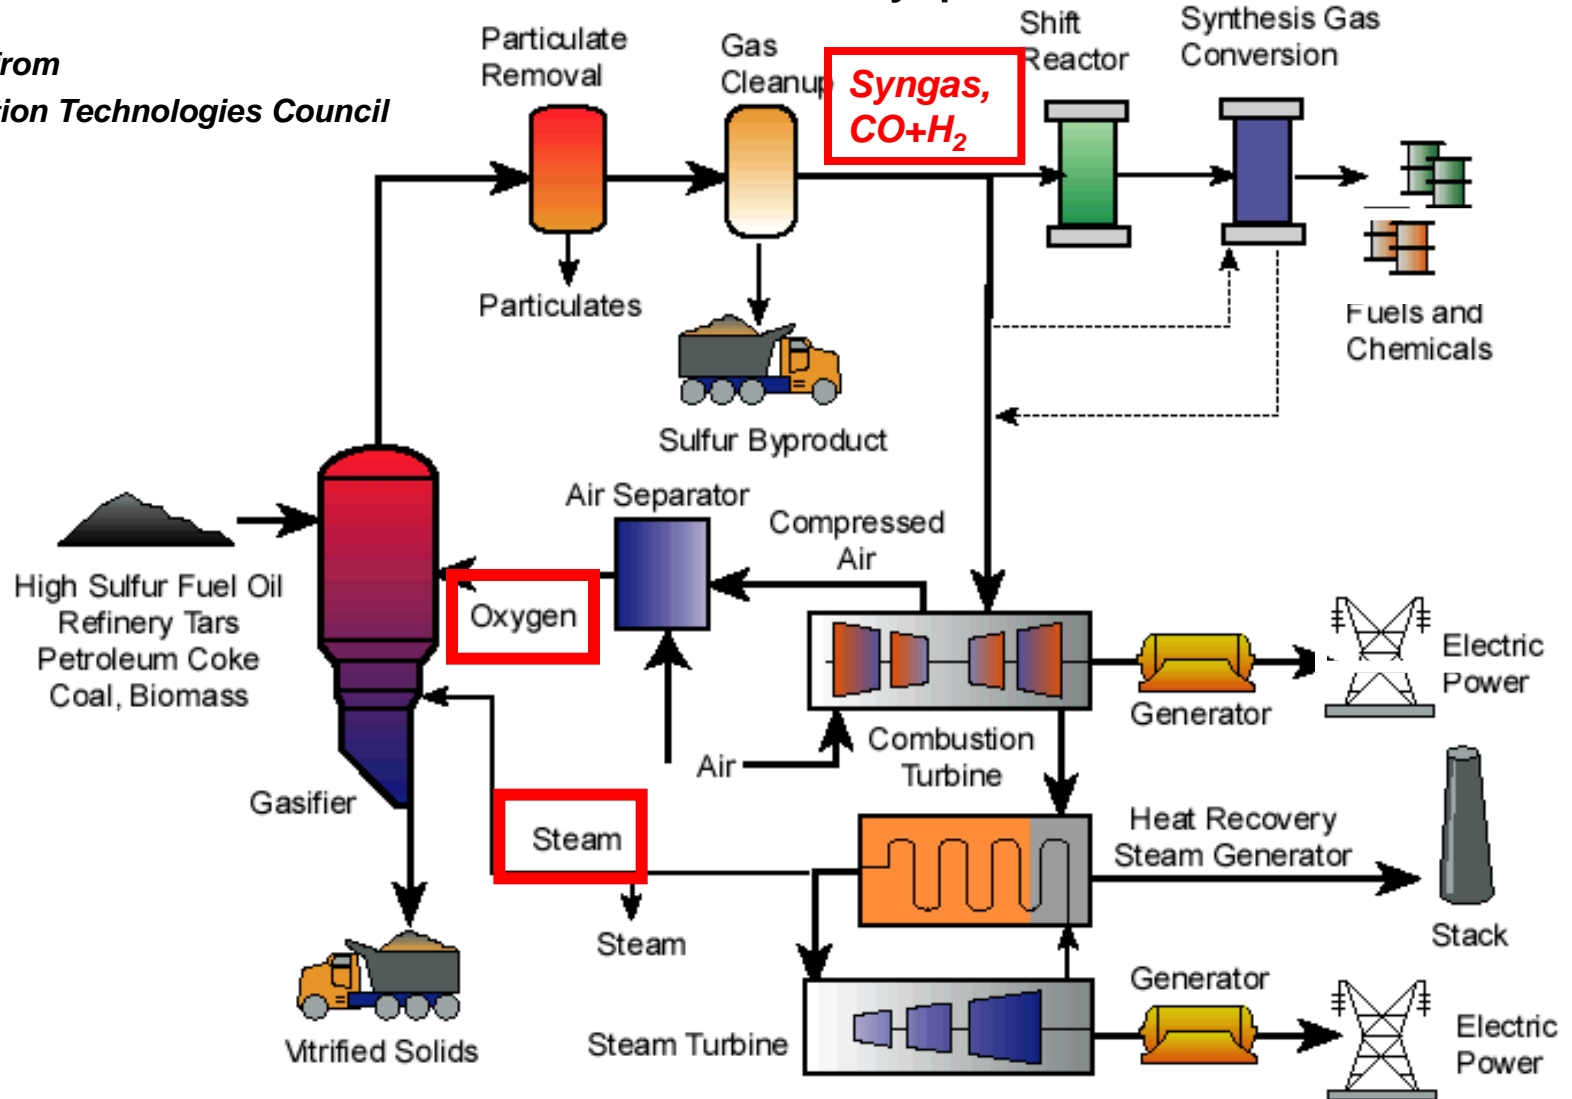 from
tion Technologies Council
Particulate
Removal
Gas
Cleanup
Syngas,
CO+H2
Shift
Reactor
Synthesis Gas
Conversion
Particulates
Fuels and
Chemicals
Sulfur Byproduct
Air Separator
Compressed
Air
High Sulfur Fuel Oil
Refinery Tars
Petroleum Coke
Coal, Biomass
Oxygen
Electric
Power
Generator
Combustion
Turbine
Air
Gasifier
Steam
Heat Recovery
Steam Generator
Steam
Stack
Vitrified Solids
Steam Turbine
Generator
Electric
Power